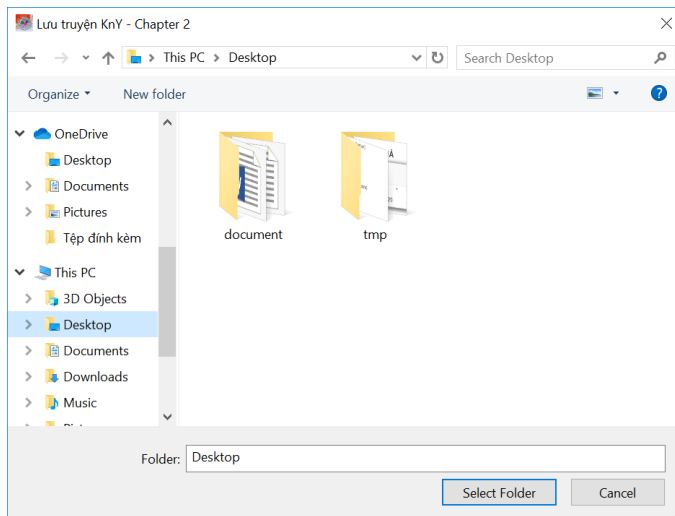 Lưu truyện KnY - Chapter 2
This PC > Desktop
Search Desktop
Organize
New folder
OneDrive
Desktop
Documents
Pictures
Tệp đính kèm
This PC
3D Objects
Desktop
Documents
Downloads
Music
document
tmp
Folder: Desktop
Select Folder
Cancel